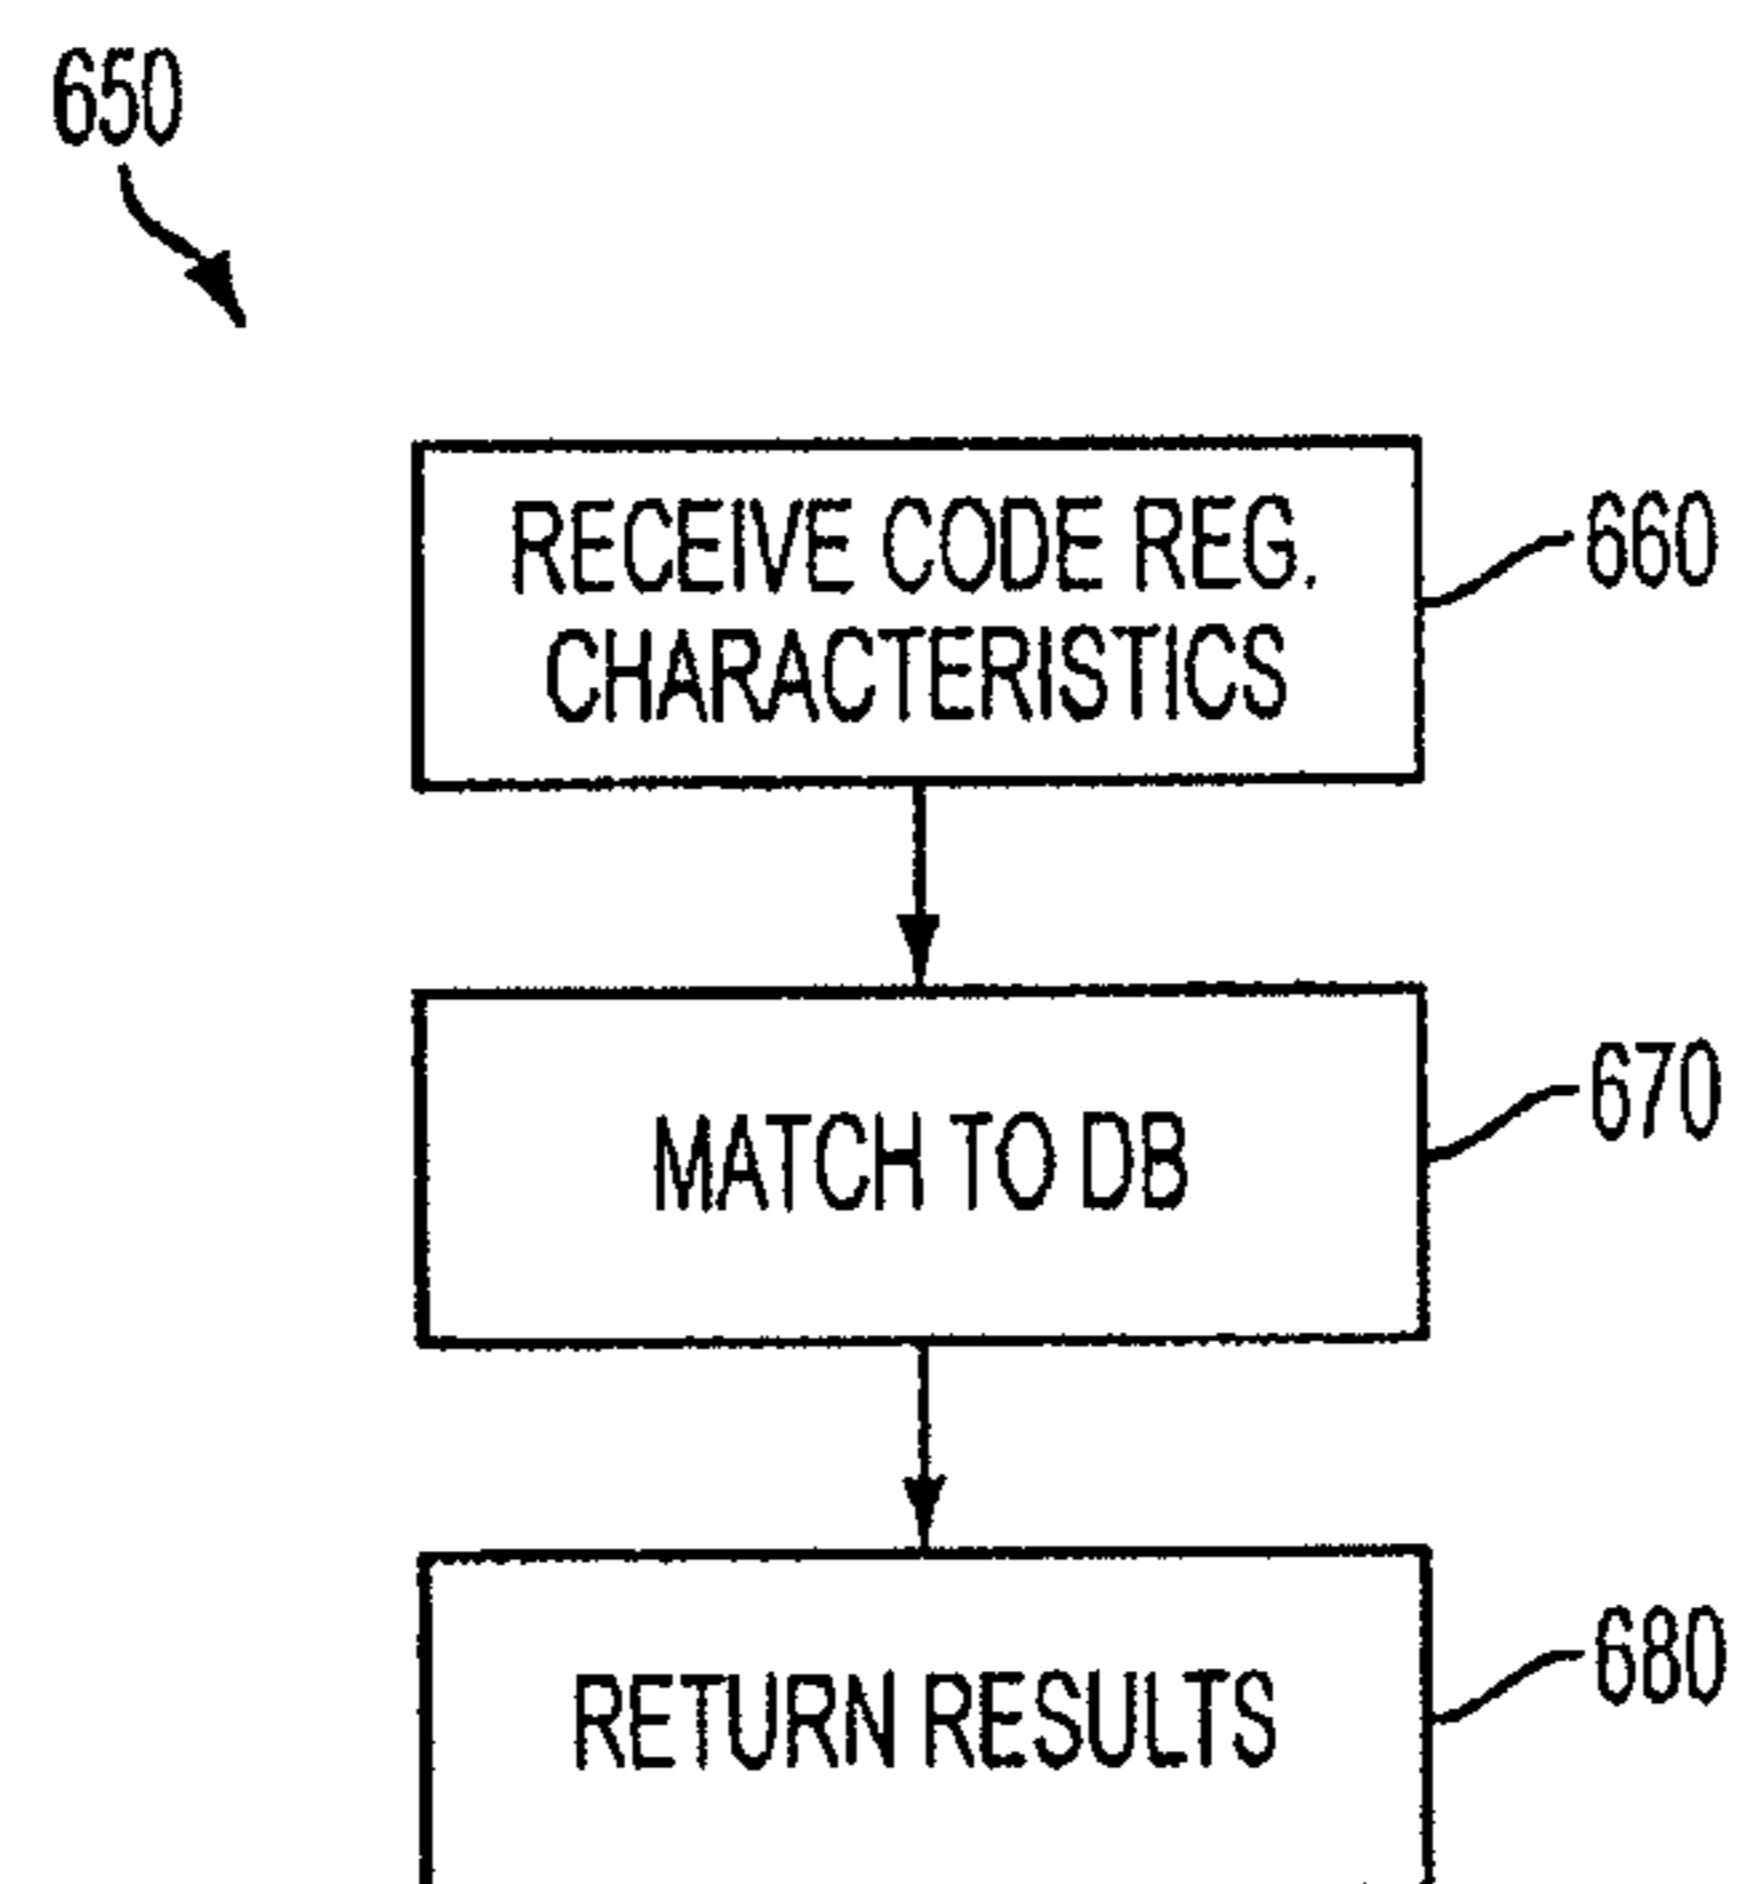 650
RECEIVE CODE REG.
CHARACTERISTICS
660
MATCH TO DB
670
RETURN RESULTS
680